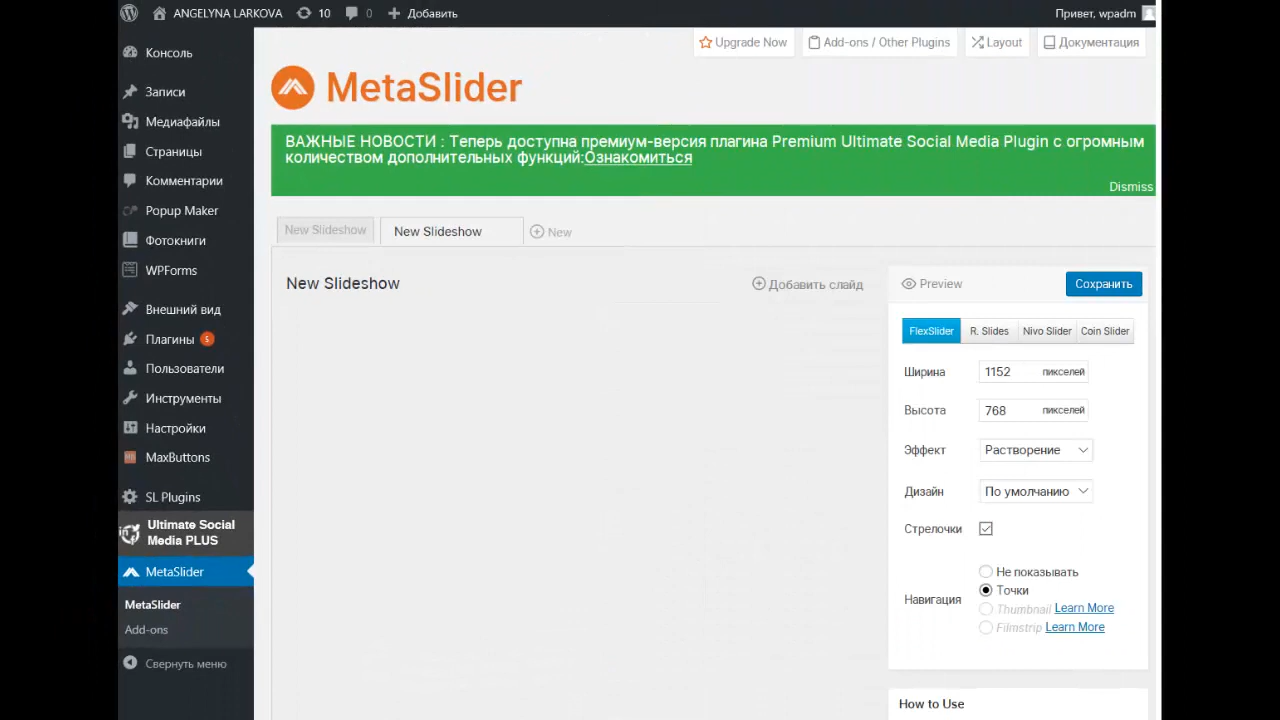 ANGELYNA LARKOVA 10 0 Добавить Привет, wpadm
Консоль
Записи
Медиафайлы
Страницы
Комментарии
Popup Maker
Фотокниги
WPForms
Внешний вид
Плагины 5
Пользователи
Инструменты
Настройки
MaxButtons
SL Plugins
Ultimate Social
Media PLUS
MetaSlider
MetaSlider
Add-ons
Свернуть меню
Upgrade Now Add-ons / Other Plugins Layout Документация
MetaSlider
ВАЖНЫЕ НОВОСТИ : Теперь доступна премиум-версия плагина Premium Ultimate Social Media Plugin с огромным
количеством дополнительных функций:Ознакомиться
Dismiss
New Slideshow New Slideshow New
New Slideshow Добавить слайд
Preview Сохранить
FlexSlider R. Slides Nivo Slider Coin Slider
Ширина 1152 пикселей
Высота 768 пикселей
Эффект Растворение
Дизайн По умолчанию
Стрелочки
Навигация
Не показывать
Точки
Thumbnail Learn More
Filmstrip Learn More
How to Use